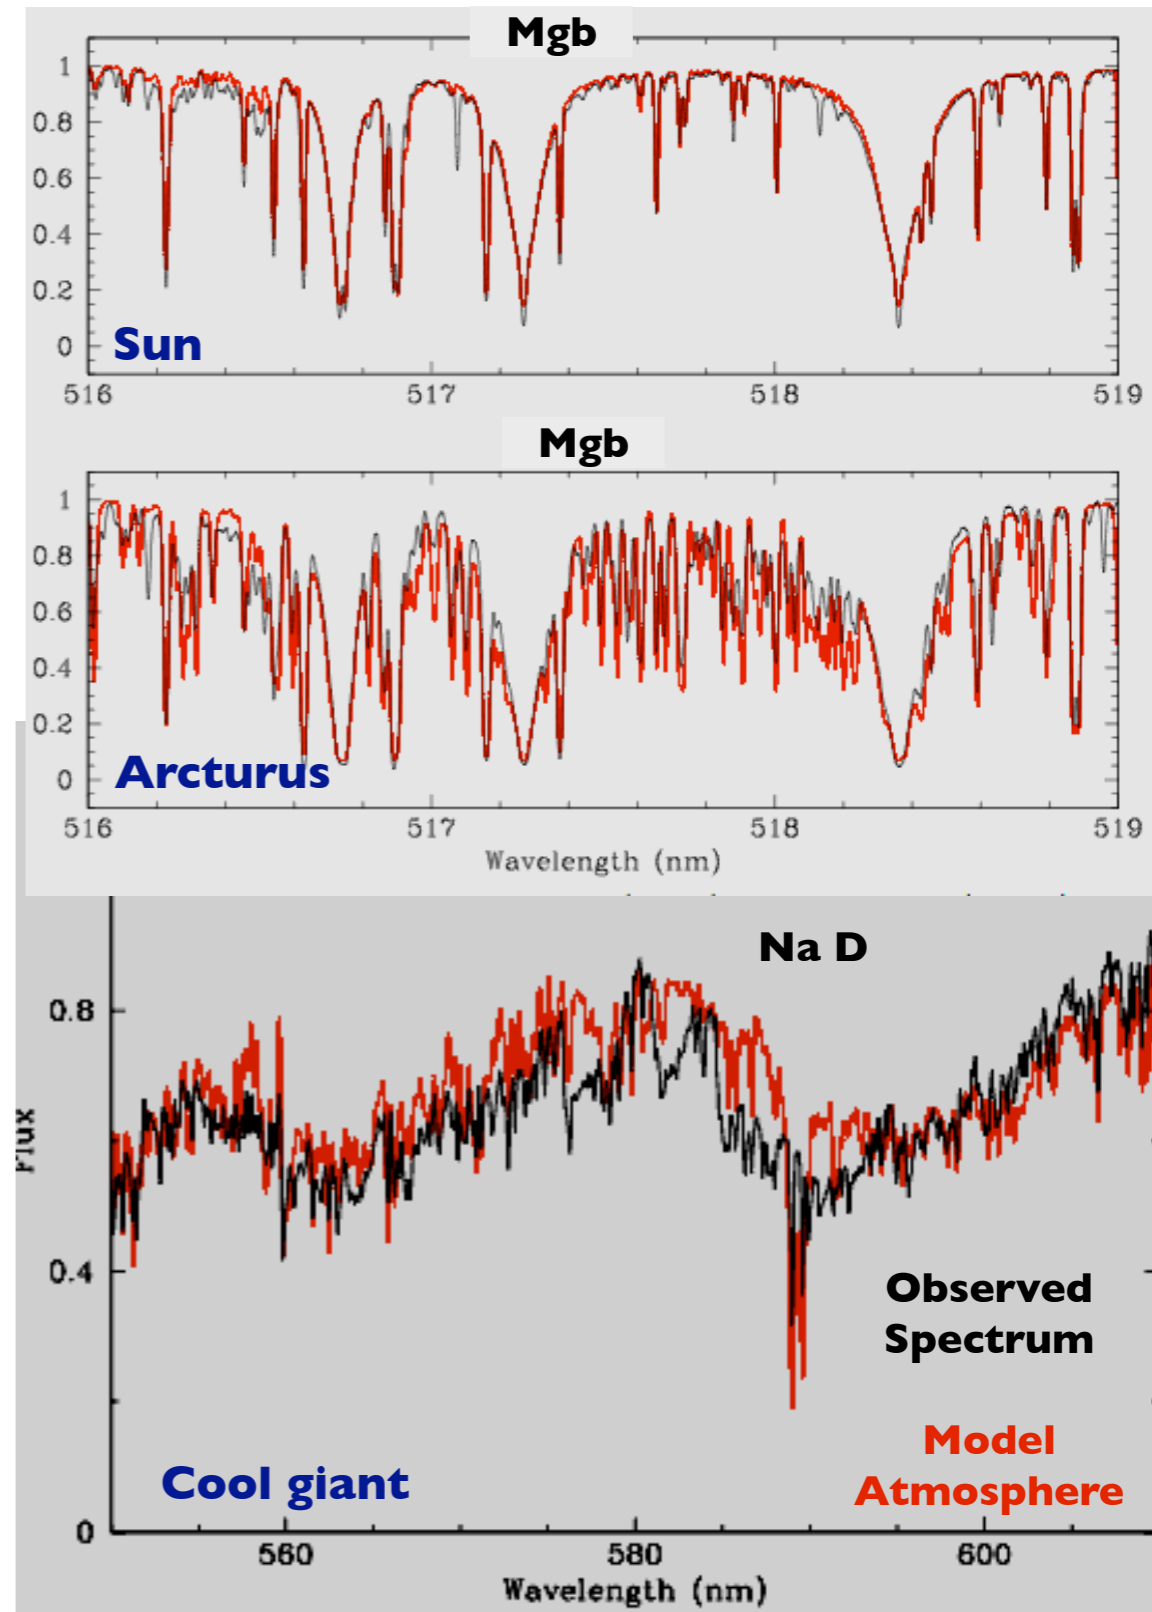 Mgb
1
0.8
0.6
0.4
0.2
0
Sun
516 517 518 519
Mgb
1
0.8
0.6
0.4
0.2
0
Arcturus
516 517 518 519
Wavelength (nm)
Na D
0.8
Flux
0.4
Observed
Spectrum
Model
Atmosphere
Cool giant
0
560 580 600
Wavelength (nm)